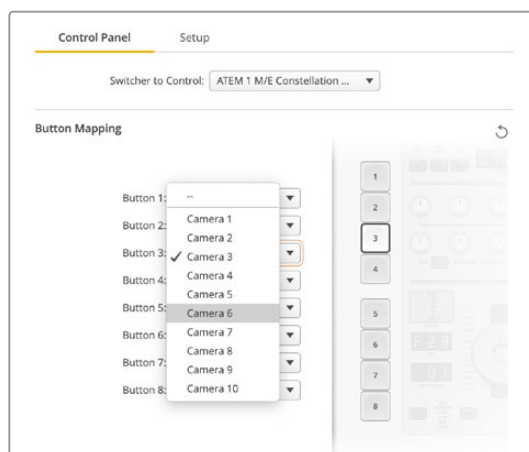 Control Panel Setup
Switcher to Control: ATEM 1 M/E Constellation ...
Button Mapping
Button 1:
Button 2:
Button 3:
Button 4:
Button 5:
Button 6:
Button 7:
Button 8:
--
Camera 1
Camera 2
Camera 3
Camera 4
Camera 5
Camera 6
Camera 7
Camera 8
Camera 9
Camera 10
1
2
3
4
5
6
7
8